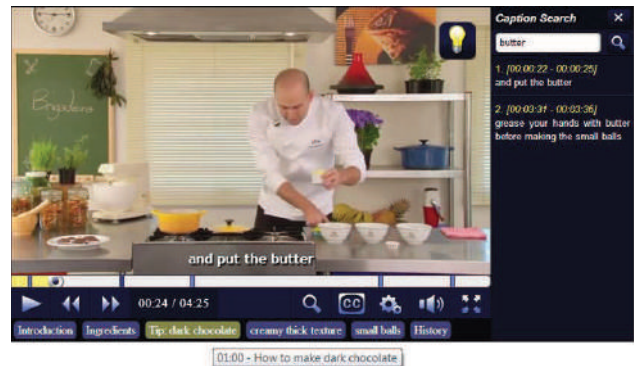 Caption Search X
butter
1. [00:00:22 - 00:00:25]
and put the butter
2. [00:03:31 - 00:03:36]
grease your hands with butter
before making the small balls
Brigadeiro
and put the butter
00:24 / 04:25
CC
Introduction Ingredients Tip: dark chocolate creamy thick texture small balls History
01:00 - How to make dark chocolate